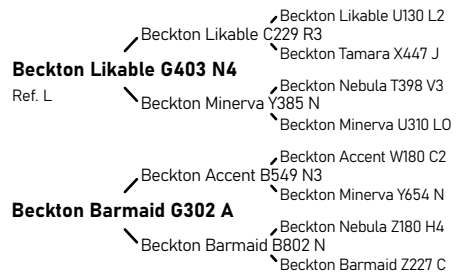 Beckton Likable U130 L2
Beckton Likable C229 R3
Beckton Tamara X447 J
Beckton Likable G403 N4
Ref. L
Beckton Nebula T398 V3
Beckton Minerva Y385 N
Beckton Minerva U310 LO
Beckton Accent W180 C2
Beckton Accent B549 N3
Beckton Minerva Y654 N
Beckton Barmaid G302 A
Beckton Nebula Z180 H4
Beckton Barmaid B802 N
Beckton Barmaid Z227 C